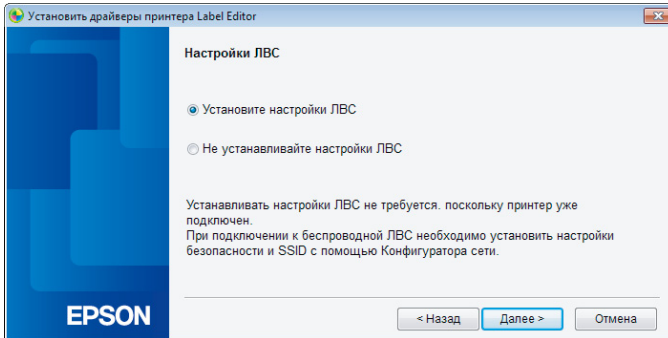 Установить драйверы принтера Label Editor
Настройки ЛВС
Установите настройки ЛВС
Не устанавливайте настройки ЛВС
Устанавливать настройки ЛВС не требуется. поскольку принтер уже
подключен.
При подключении к беспроводной ЛВС необходимо установить настройки
безопасности и SSID с помощью Конфигуратора сети.
EPSON
< Назад
Далее >
Отмена